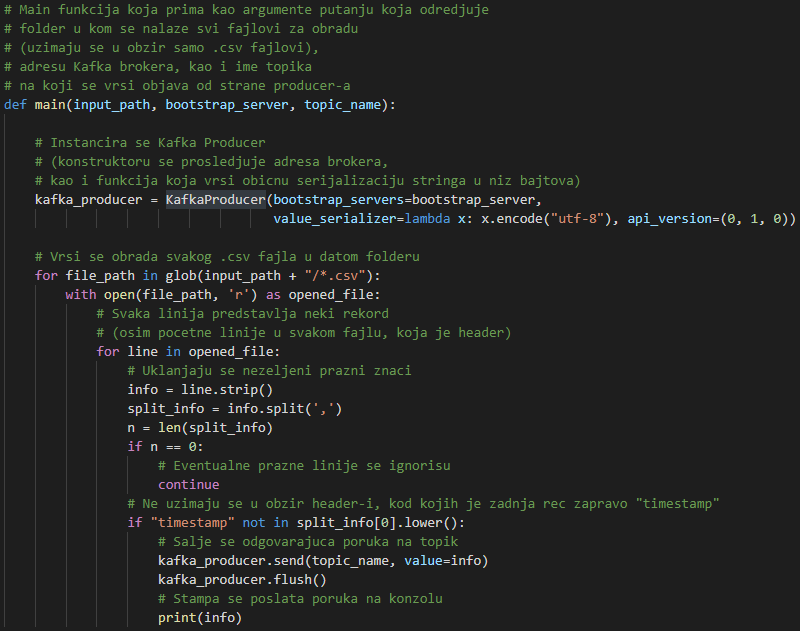 # Main funkcija koja prima kao argumente putanju koja odredjuje
# folder u kom se nalaze svi fajlovi za obradu
# (uzimaju se u obzir samo .csv fajlovi),
# adresu Kafka brokera, kao i ime topika
# na koji se vrsi objava od strane producer-a
def main(input_path, bootstrap_server, topic_name):
    # Instancira se Kafka Producer
    # (konstruktoru se prosledjuje adresa brokera,
    # kao i funkcija koja vrsi obicnu serijalizaciju stringa u niz bajtova)
    kafka_producer = KafkaProducer(bootstrap_servers=bootstrap_server,
                                   value_serializer=lambda x: x.encode("utf-8"), api_version=(0, 1, 0))
    # Vrsi se obrada svakog .csv fajla u datom folderu
    for file_path in glob(input_path + "/*.csv"):
        with open(file_path, 'r') as opened_file:
            # Svaka linija predstavlja neki rekord
            # (osim pocetne linije u svakom fajlu, koja je header)
            for line in opened_file:
                # Uklanjaju se nezeljeni prazni znaci
                info = line.strip()
                split_info = info.split(',')
                n = len(split_info)
                if n == 0:
                    # Eventualne prazne linije se ignorisu
                    continue
                # Ne uzimaju se u obzir header-i, kod kojih je zadnja rec zapravo "timestamp"
                if "timestamp" not in split_info[0].lower():
                    # Salje se odgovarajuca poruka na topik
                    kafka_producer.send(topic_name, value=info)
                    kafka_producer.flush()
                    # Stampa se poslata poruka na konzolu
                    print(info)